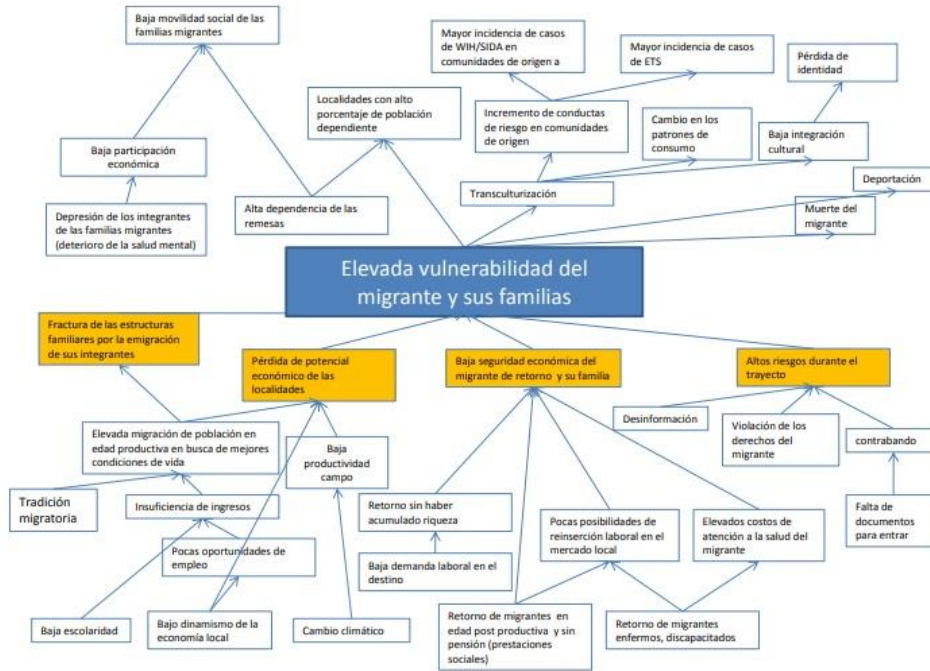 Baja movilidad social de las
familias migrantes
Mayor incidencia de casos
de WIH/SIDA en
comunidades de origen a
Mayor incidencia de casos
de ETS
Pérdida de
identidad
Localidades con alto
porcentaje de población
dependiente
Incremento de conductas
de riesgo en comunidades
de origen
Cambio en los
patrones de
consumo
Baja integración
cultural
Baja participación
económica
Transculturización
Deportación
Depresión de los integrantes
de las familias migrantes
(deterioro de la salud mental)
Alta dependencia de las
remesas
Muerte del
migrante
Elevada vulnerabilidad del
migrante y sus familias
Fractura de las estructuras
familiares por la emigración
de sus integrantes
Pérdida de potencial
económico de las
localidades
Baja seguridad económica del
migrante de retorno y su familia
Altos riesgos durante el
trayecto
Desinformación
Violación de los
derechos del
migrante
contrabando
Elevada migración de población en
edad productiva en busca de mejores
condiciones de vida
Baja
productividad
campo
Tradición
migratoria
Insuficiencia de ingresos
Retorno sin haber
acumulado riqueza
Pocas posibilidades de
reinserción laboral en el
mercado local
Elevados costos de
atención a la salud del
migrante
Falta de
documentos
para entrar
Pocas oportunidades de
empleo
Baja demanda laboral en el
destino
Baja escolaridad
Bajo dinamismo de la
economía local
Cambio climático
Retorno de migrantes en
edad post productiva y sin
pensión (prestaciones
sociales)
Retorno de migrantes
enfermos, discapacitados